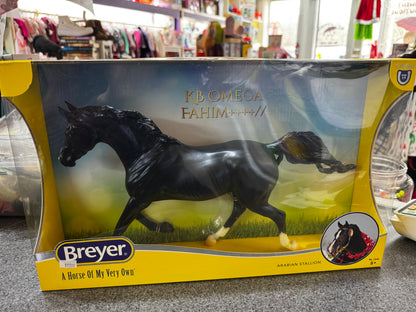 KB OMEGA
FAHIM+++++//
Breyer
A Horse Of My Very Own
ARABIAN STALLION